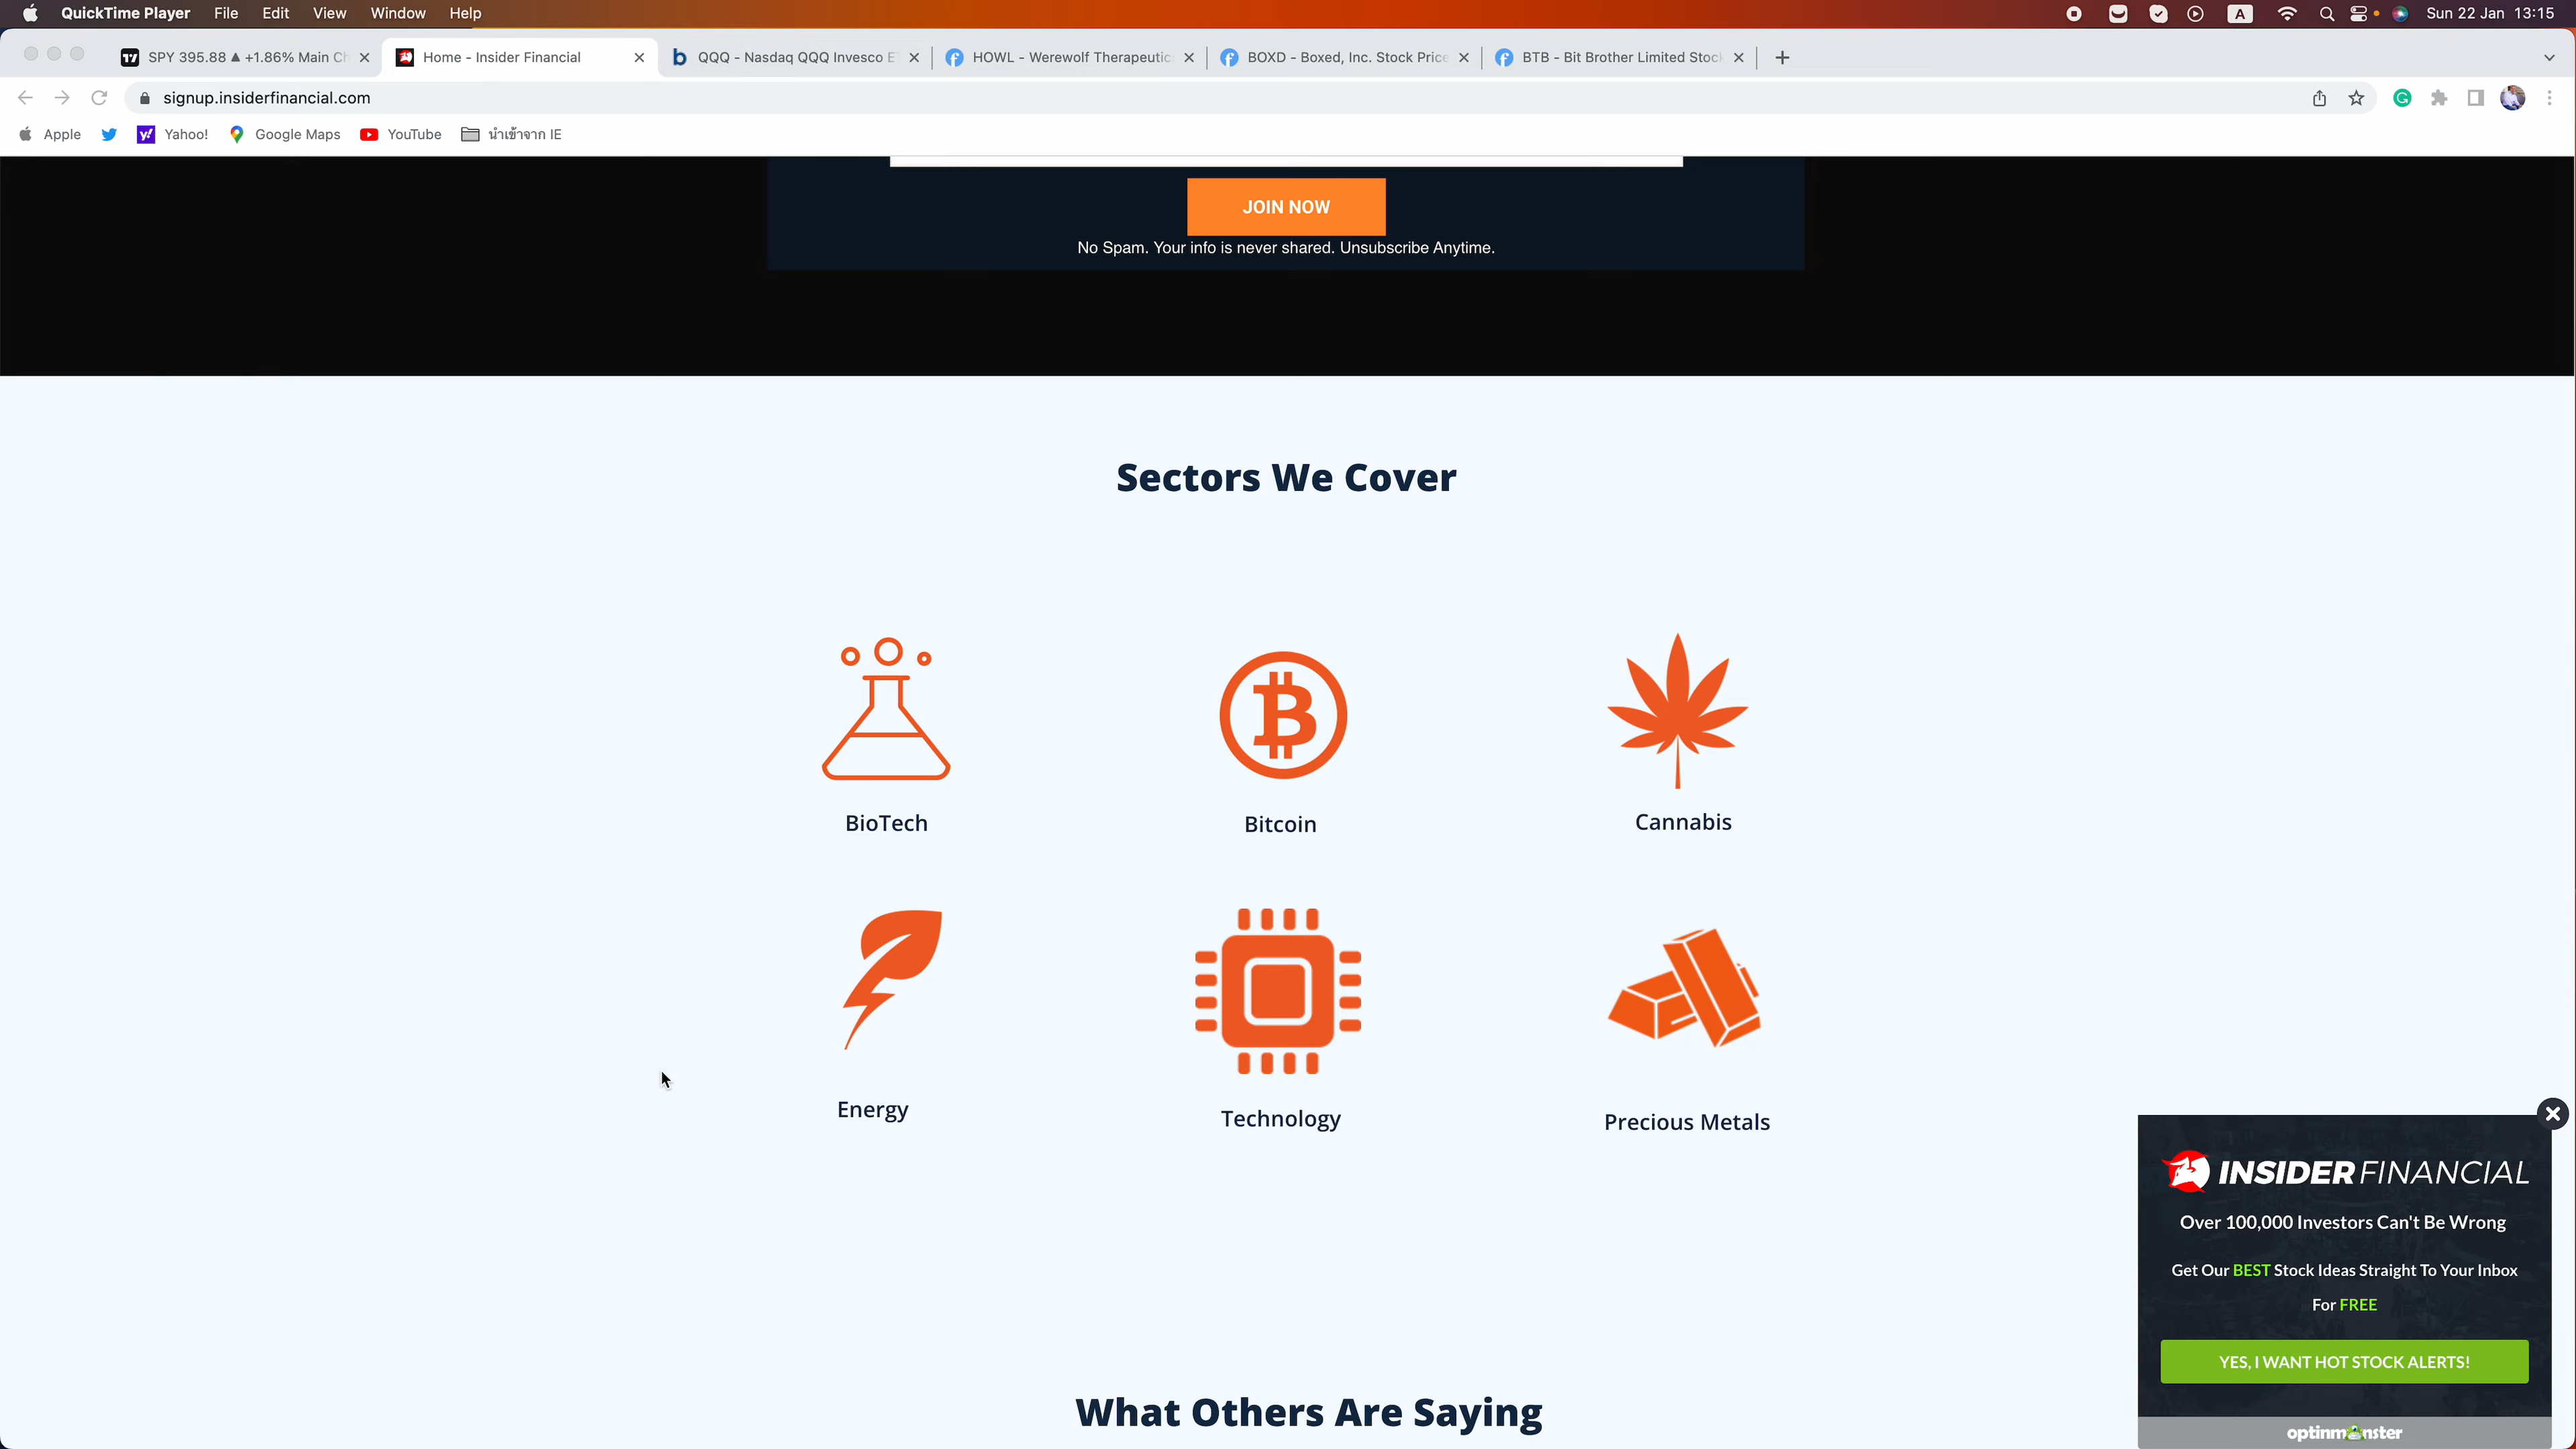 QuickTime Player File Edit View Window Help
A Sun 22 Jan 13:15
17 SPY 395.88 ▲ +1.86% Main Ch
Home - Insider Financial
b QQQ - Nasdaq QQQ Invesco E
f HOWL - Werewolf Therapeutic
f BOXD - Boxed, Inc. Stock Price
f BTB - Bit Brother Limited Stoc
signup.insiderfinancial.com
Apple
y! Yahoo!
Google Maps
YouTube
นำเข้าจาก IE
JOIN NOW
No Spam. Your info is never shared. Unsubscribe Anytime.
Sectors We Cover
BioTech
Bitcoin
Cannabis
Energy
Technology
Precious Metals
INSIDER FINANCIAL
Over 100,000 Investors Can't Be Wrong
Get Our BEST Stock Ideas Straight To Your Inbox
For FREE
YES, I WANT HOT STOCK ALERTS!
optinmonster
What Others Are Saying